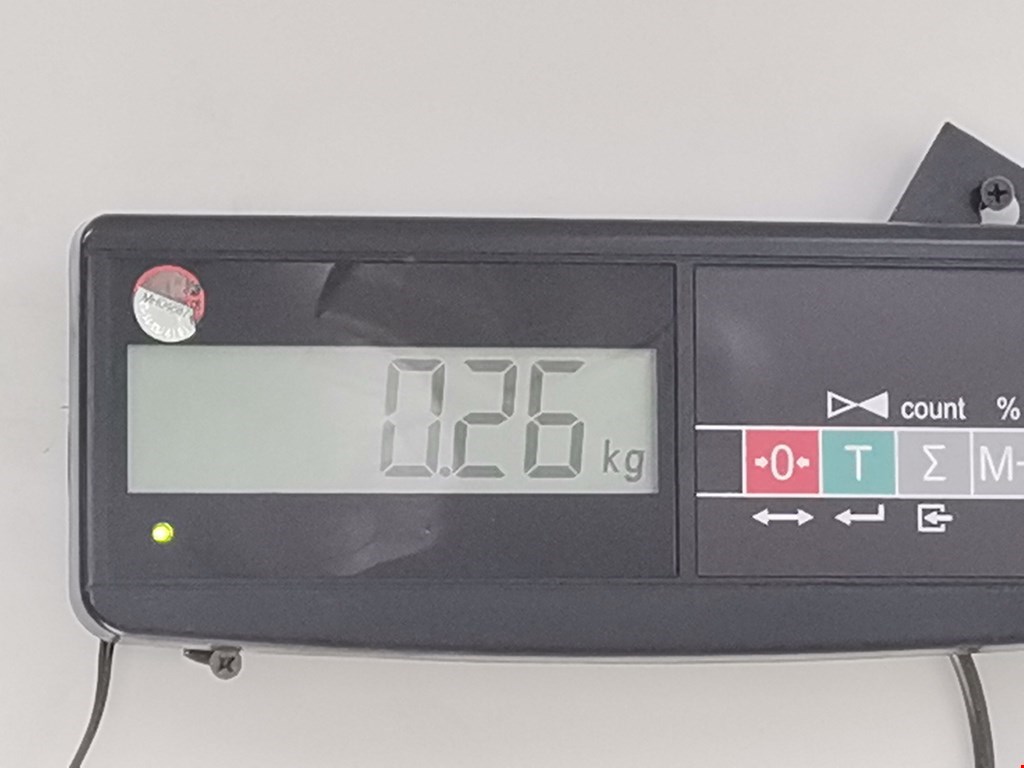 0.26 kg
count %
→0← T Σ M